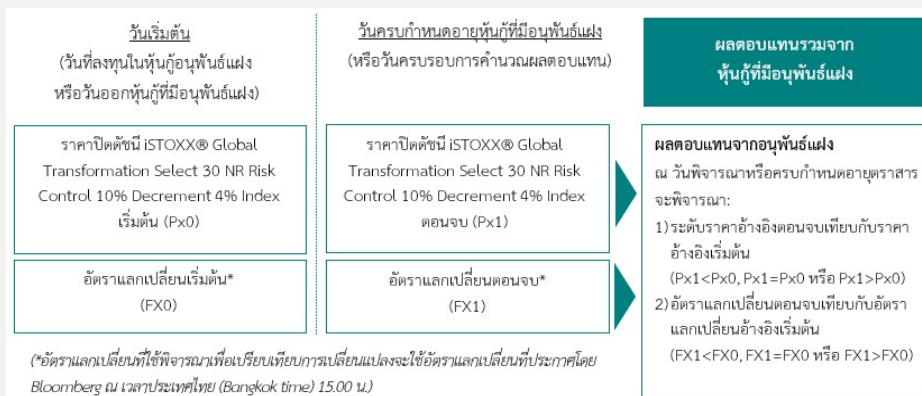 วันเริ่มต้น
(วันที่ลงทุนในหุ้นกู้อนุพันธ์แฝง
หรือวันออกหุ้นกู้ที่มีอนุพันธ์แฝง)
วันครบกำหนดอายุหุ้นกู้ที่มีอนุพันธ์แฝง
(หรือวันครบรอบการคำนวณผลตอบแทน)
ผลตอบแทนรวมจาก
หุ้นกู้ที่มีอนุพันธ์แฝง
ราคาปิดดัชนี iSTOXX® Global
Transformation Select 30 NR Risk
Control 10% Decrement 4% Index
เริ่มต้น (Px0)
ราคาปิดดัชนี iSTOXX® Global
Transformation Select 30 NR Risk
Control 10% Decrement 4% Index
ตอนจบ (Px1)
ผลตอบแทนจากอนุพันธ์แฝง
ณ วันพิจารณาหรือครบกำหนดอายุตราสาร
จะพิจารณา:
1)ระดับราคาอ้างอิงตอนจบเทียบกับราคา
อ้างอิงเริ่มต้น
(Px1<Px0, Px1=Px0 หรือ Px1>Px0)
2)อัตราแลกเปลี่ยนตอนจบเทียบกับอัตรา
แลกเปลี่ยนอ้างอิงเริ่มต้น
(FX1<FX0, FX1=FX0 หรือ FX1>FX0)
อัตราแลกเปลี่ยนเริ่มต้น*
(FX0)
อัตราแลกเปลี่ยนตอนจบ*
(FX1)
(*อัตราแลกเปลี่ยนที่ใช้พิจารณาเพื่อเปรียบเทียบการเปลี่ยนแปลงจะใช้อัตราแลกเปลี่ยนที่ประกาศโดย
Bloomberg ณ เวลาประเทศไทย (Bangkok time) 15.00 น.)